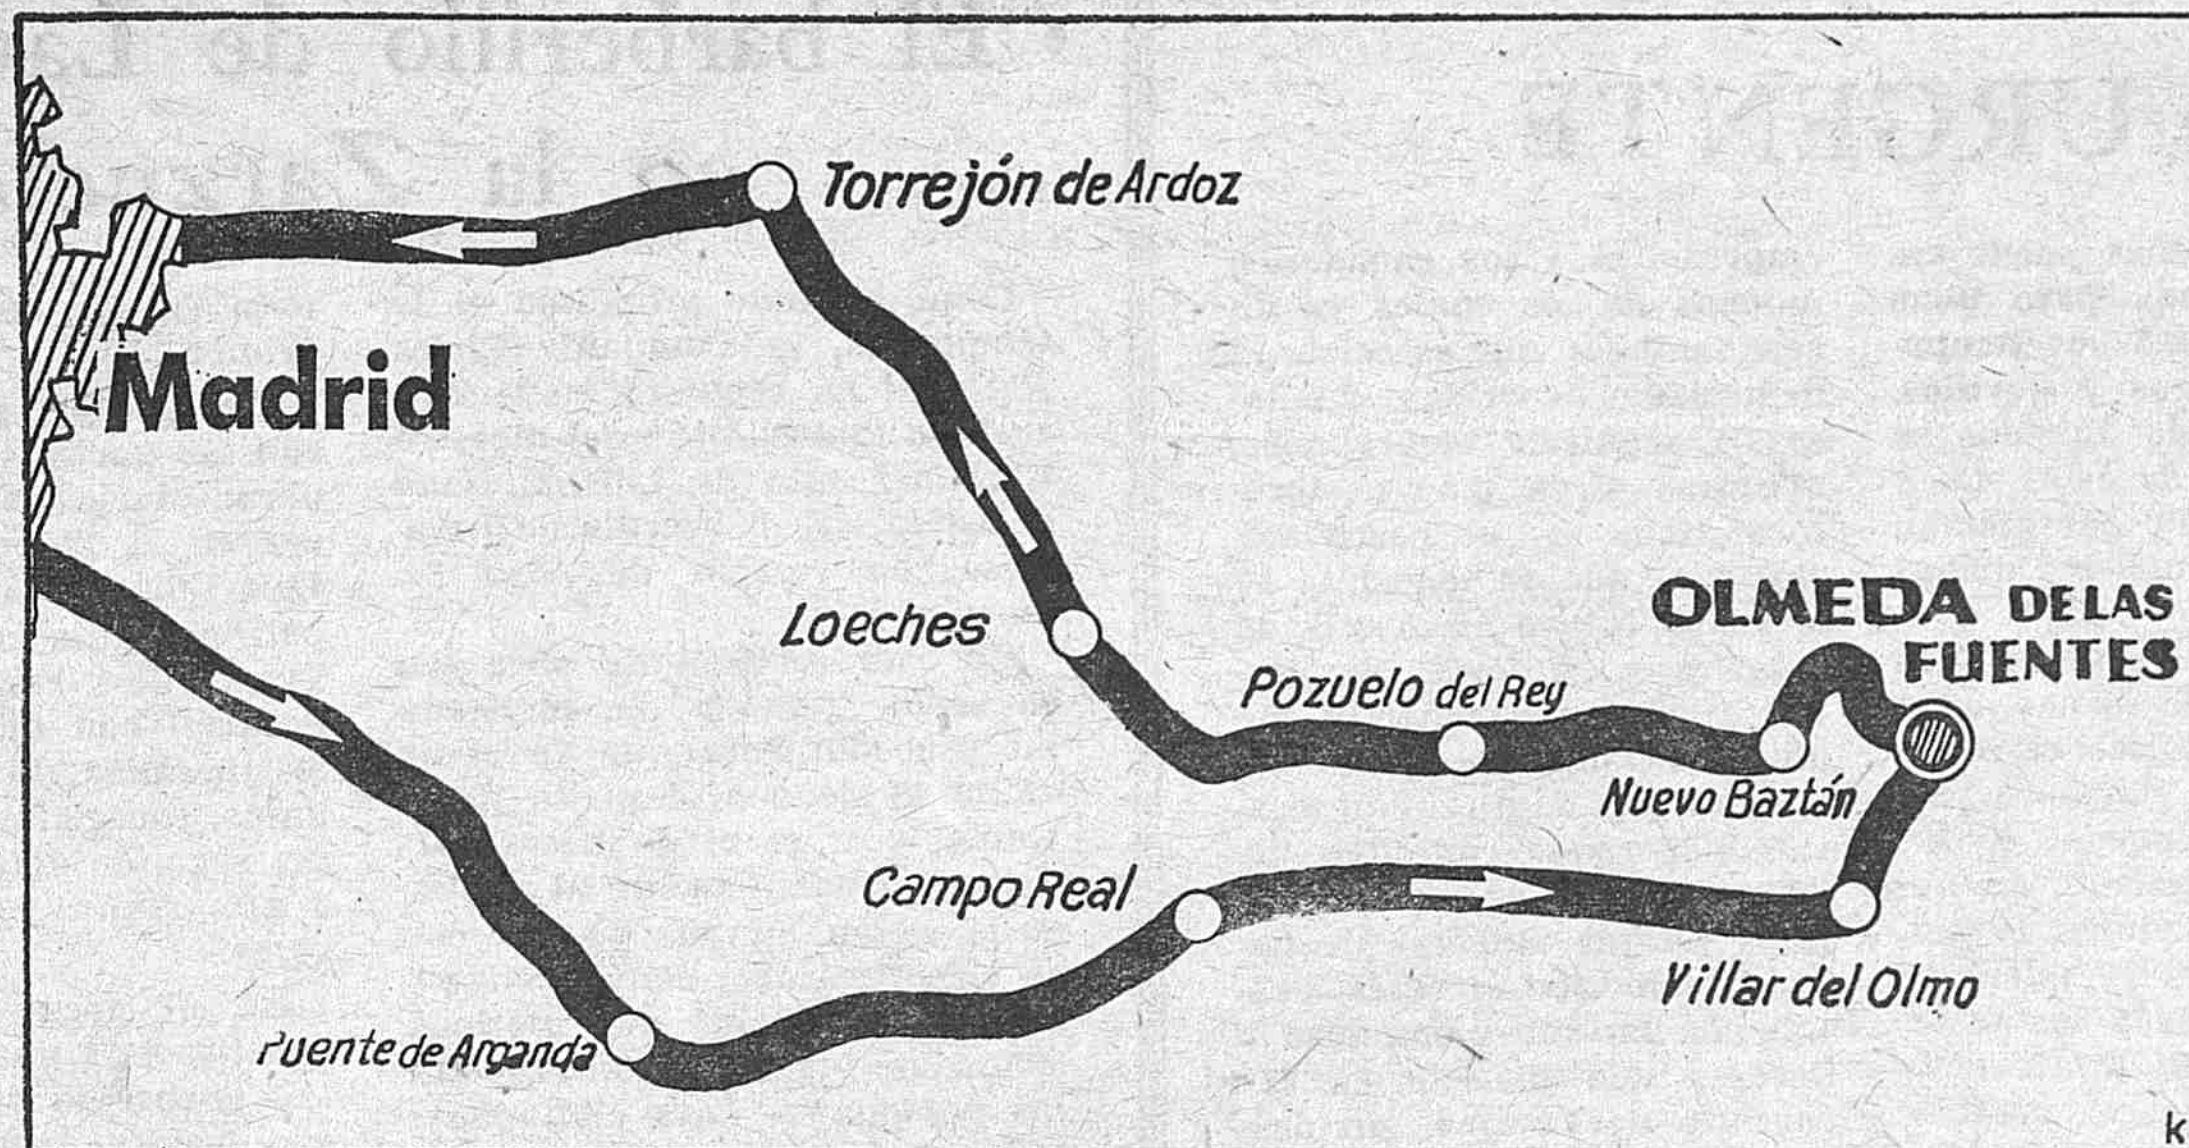 Torrejón de Ardoz
Madrid
Loeches
OLMEDA DE LAS
FUENTES
Pozuelo del Rey
Nuevo Baztán
Campo Real
Villar del Olmo
Puente de Arganda
k